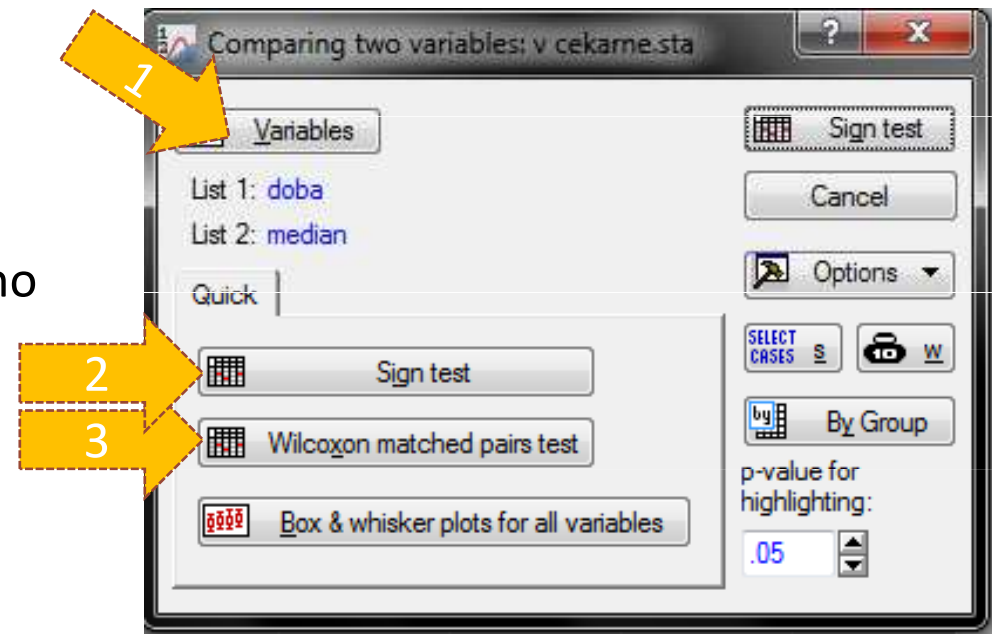 Comparing two variables: v cekarne.sta
?
X
1
Variables
Sign test
List 1: doba
Cancel
List 2: median
no
Quick
Options
SELECT CASES S
W
2
Sign test
By Group
3
Wilcoxon matched pairs test
p-value for
highlighting:
Box & whisker plots for all variables
.05